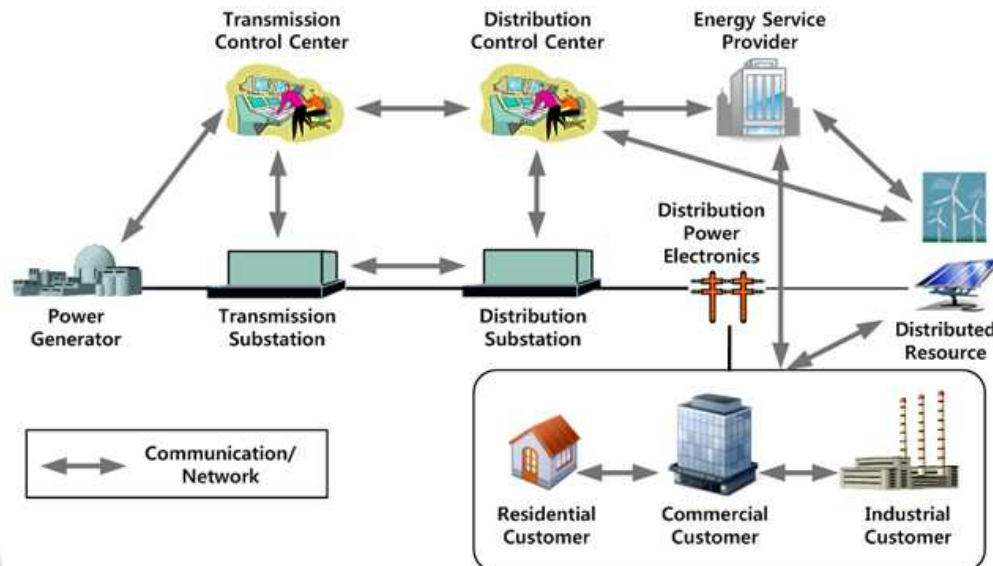 Transmission
Control Center
Distribution
Control Center
Energy Service
Provider
Distribution
Power
Electronics
Power
Generator
Transmission
Substation
Distribution
Substation
Distributed
Resource
Communication/
Network
Residential
Customer
Commercial
Customer
Industrial
Customer